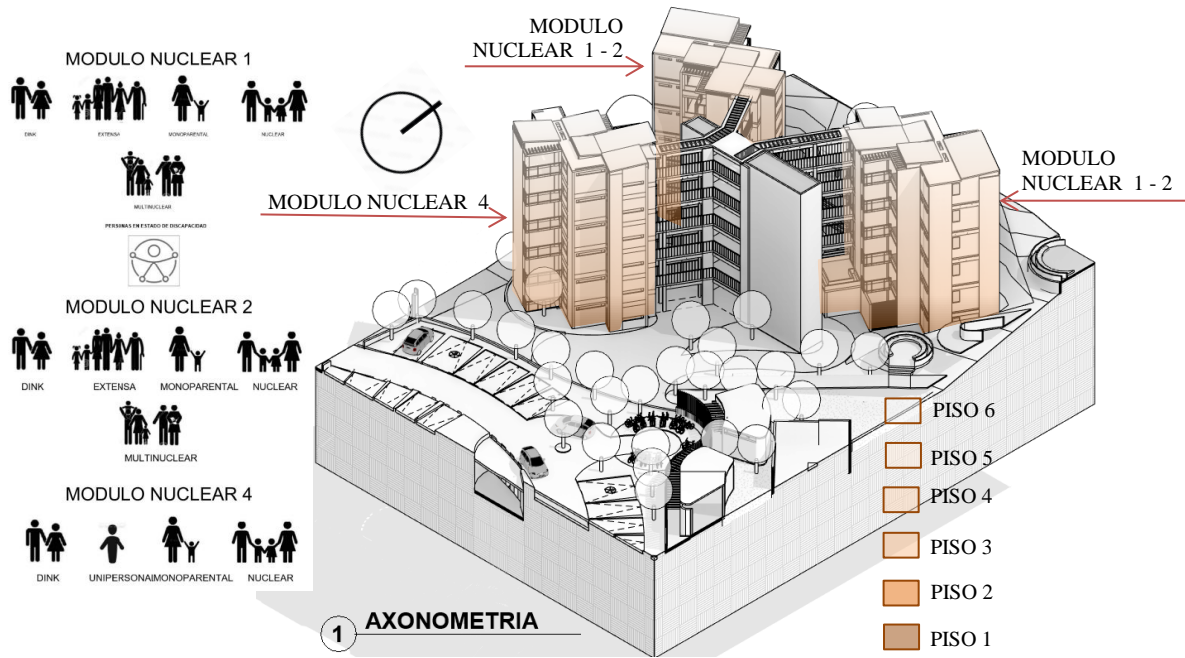 MODULO NUCLEAR 1
DINK EXTENSA MONOPARENTAL NUCLEAR
MULTINUCLEAR
PERSONAS EN ESTADO DE DISCAPACIDAD
MODULO NUCLEAR 2
DINK EXTENSA MONOPARENTAL NUCLEAR
MULTINUCLEAR
MODULO NUCLEAR 4
DINK UNIPERSONAL MONOPARENTAL NUCLEAR
MODULO
NUCLEAR 1 - 2
MODULO NUCLEAR 4
MODULO
NUCLEAR 1 - 2
PISO 6
PISO 5
PISO 4
PISO 3
PISO 2
PISO 1
1 AXONOMETRIA